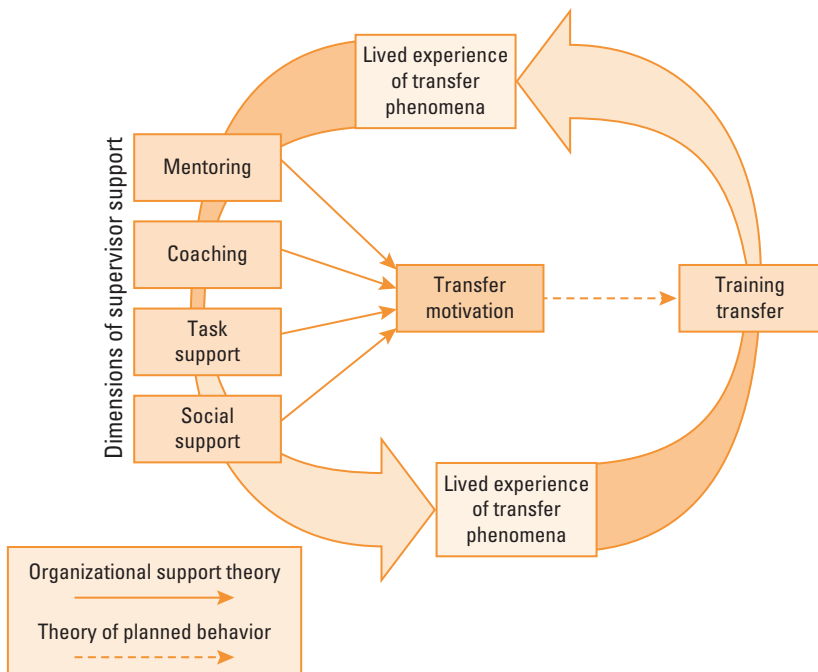 Lived experience
of transfer
phenomena
Dimensions of supervisor support
Mentoring
Coaching
Task
support
Social
support
Transfer
motivation
Training
transfer
Lived experience
of transfer
phenomena
Organizational support theory
Theory of planned behavior